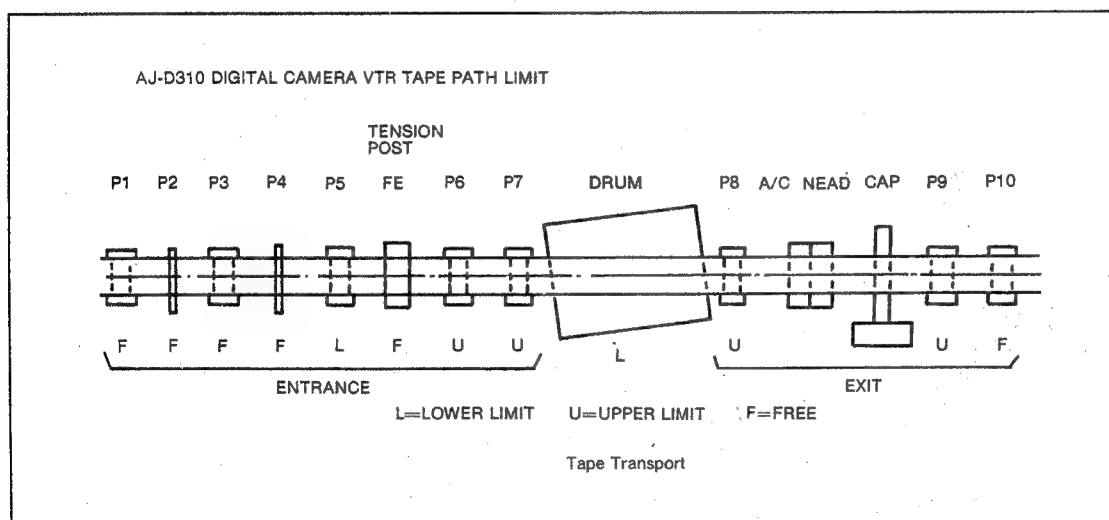 AJ-D310 DIGITAL CAMERA VTR TAPE PATH LIMIT
TENSION
POST
P1 P2 P3 P4 P5 FE P6 P7 DRUM P8 A/C NEAD CAP P9 P10
F F F F L F U U L U U F
ENTRANCE EXIT
L=LOWER LIMIT U=UPPER LIMIT F=FREE
Tape Transport